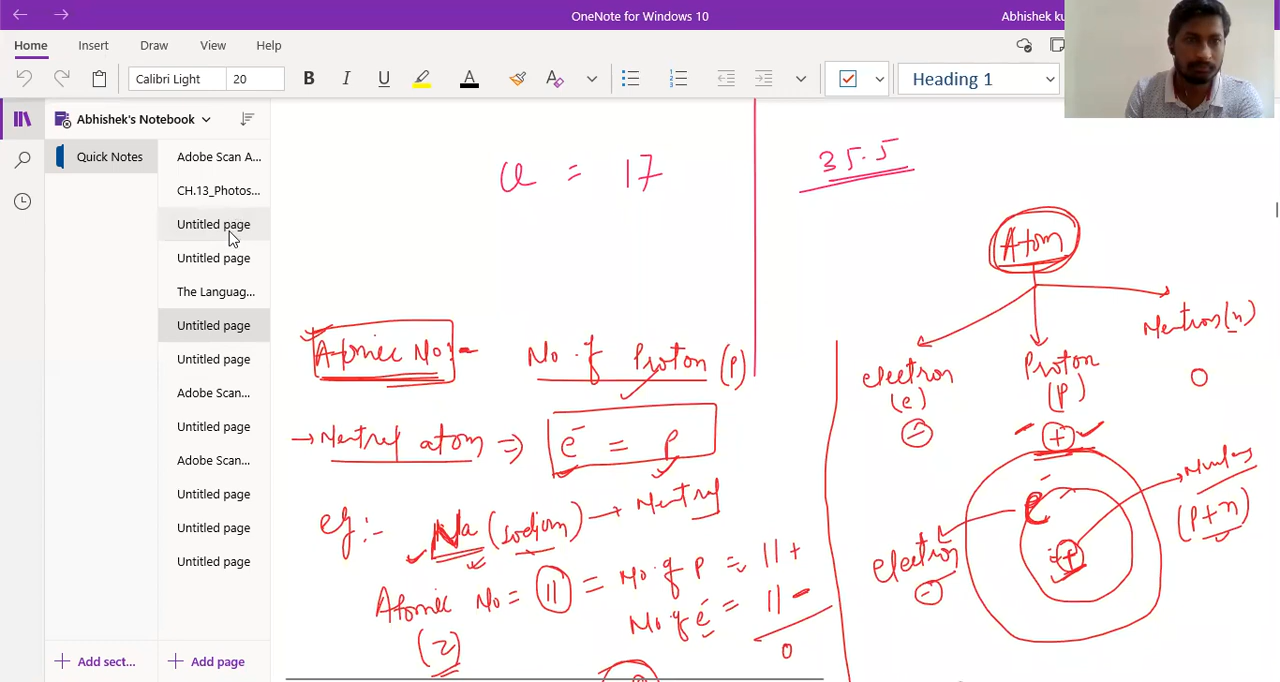 OneNote for Windows 10
Abhishek ku
Home Insert Draw View Help
Calibri Light 20 B I U A A Heading 1
Abhishek's Notebook
Quick Notes
Adobe Scan A...
CH.13_Photos...
Untitled page
Untitled page
The Languag...
Untitled page
Untitled page
Adobe Scan...
Untitled page
Adobe Scan...
Untitled page
Untitled page
Untitled page
+ Add sect...
+ Add page
= 17
35.5
Atomic No:-
No. of Proton (P)
→ Neutral atom ⇒ e⁻ = p
eg:- Na (sodium) → Neutral
Atomic No = 11 = No. of P = 11 +
(Z)
No. of e⁻ = 11 -
0
Atom
electron
(e)
-
Proton
(P)
+
Neutrons (n)
0
e⁻
+P
electron
-
Nucleus
(P+n)